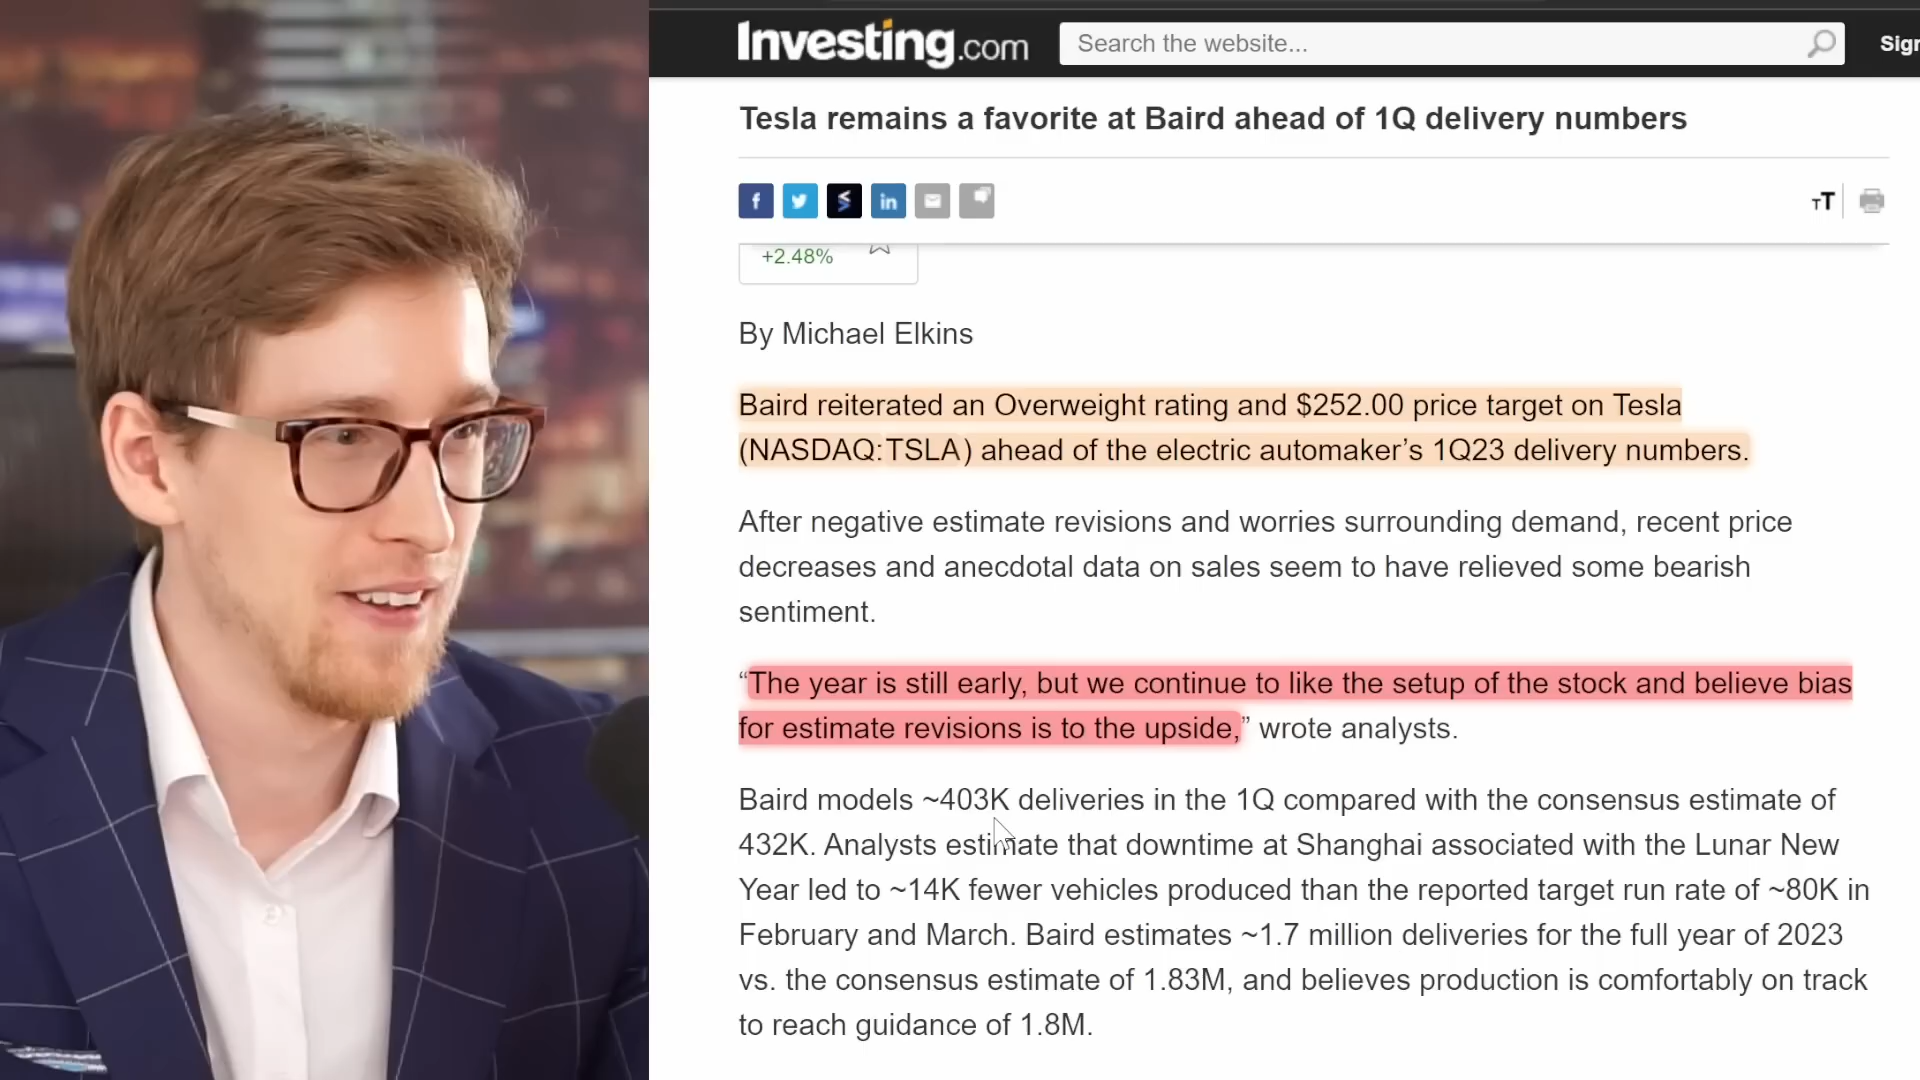 Investing.com
Search the website...
Sign
Tesla remains a favorite at Baird ahead of 1Q delivery numbers
f
in
TT
+2.48%
By Michael Elkins
Baird reiterated an Overweight rating and $252.00 price target on Tesla
(NASDAQ:TSLA) ahead of the electric automaker’s 1Q23 delivery numbers.
After negative estimate revisions and worries surrounding demand, recent price
decreases and anecdotal data on sales seem to have relieved some bearish
sentiment.
“The year is still early, but we continue to like the setup of the stock and believe bias
for estimate revisions is to the upside,” wrote analysts.
Baird models ~403K deliveries in the 1Q compared with the consensus estimate of
432K. Analysts estimate that downtime at Shanghai associated with the Lunar New
Year led to ~14K fewer vehicles produced than the reported target run rate of ~80K in
February and March. Baird estimates ~1.7 million deliveries for the full year of 2023
vs. the consensus estimate of 1.83M, and believes production is comfortably on track
to reach guidance of 1.8M.